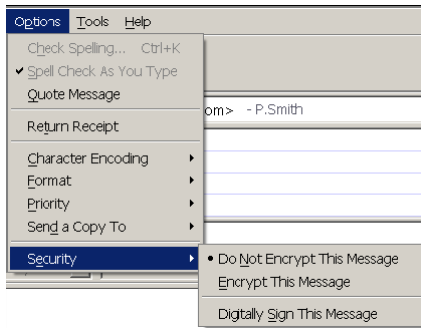 Options Tools Help
Check Spelling... Ctrl+K
Spell Check As You Type
Quote Message
om> - P.Smith
Return Receipt
Character Encoding
Format
Priority
Send a Copy To
Security
Do Not Encrypt This Message
Encrypt This Message
Digitally Sign This Message